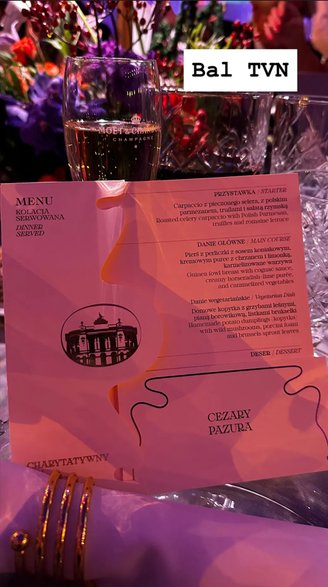 Bal TVN
MOËT & CHANDON
CHAMPAGNE
MENU
KOLACJA
SERWOWANA
DINNER
SERVED
PRZYSTAWKA / STARTER
Carpaccio z pieczonego selera, z polskim
parmezanem, truflami i sałatą rzymską
Roasted celery carpaccio with Polish Parmesan,
truffles and romaine lettuce
DANIE GŁÓWNE / MAIN COURSE
Pierś z perliczki z sosem koniakowym,
kremowym puree z chrzanem i limonką,
karmelizowane warzywa
Guinea fowl breast with cognac sauce,
creamy horseradish-lime purée,
and caramelized vegetables
Danie wegetariańskie / Vegetarian Dish
Domowe kopytka z grzybami leśnymi,
pianą borowikową, listkami brukselki
Homemade potato dumplings (kopytka)
with wild mushrooms, porcini foam
and brussels sprout leaves
DESER / DESSERT
CEZARY
PAZURA
CHARYTATYWNY